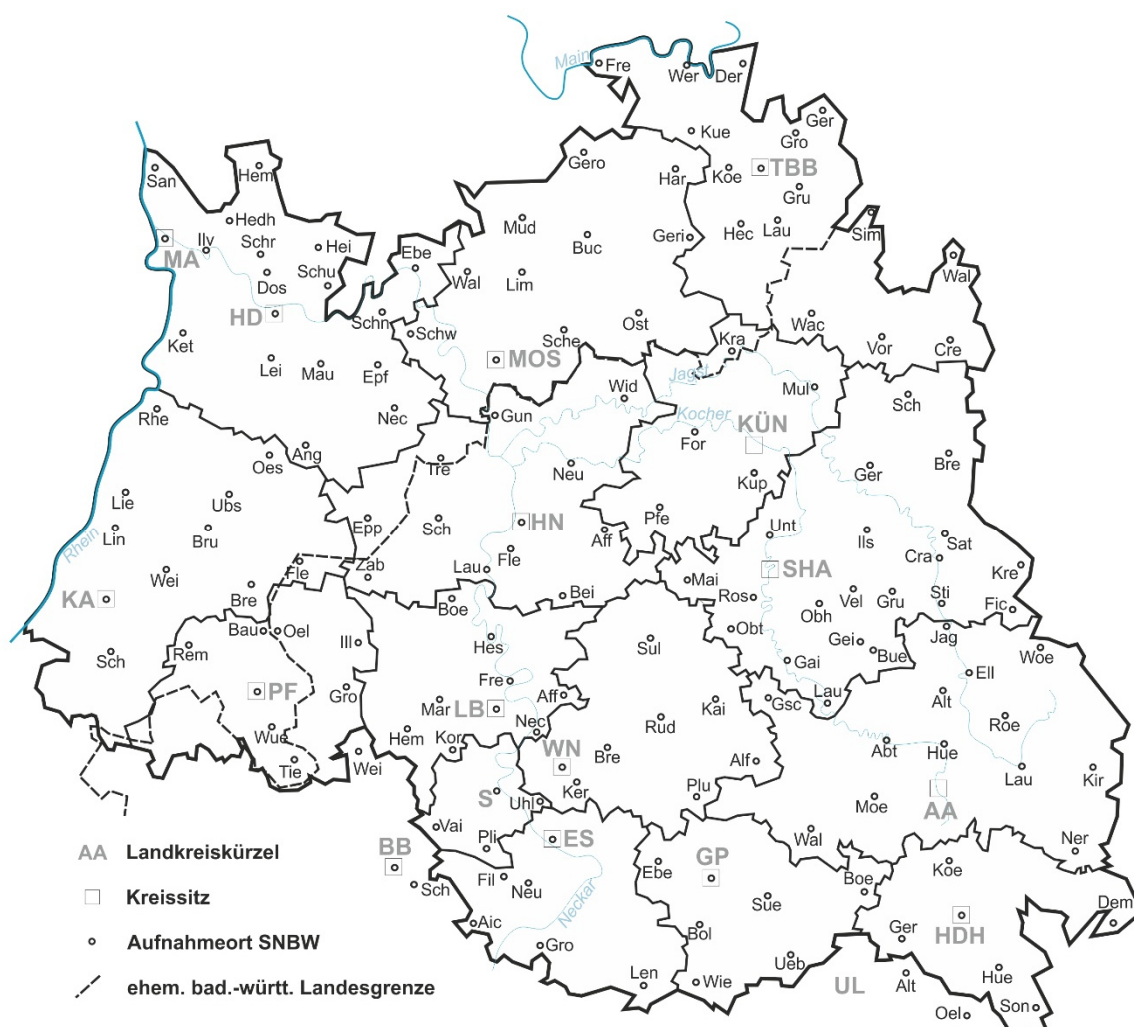 Main
Fre
Wer
Der
Ger
Gro
Kue
Gero
Här
Koe
TBB
Gru
San
Hem
Hedh
Schr
Ilv
Hei
MA
Mud
Buc
Geri
Hec
Lau
Sim
Dos
Schu
Ebe
Wal
Lim
Wal
HD
Schn
Schw
Ost
Sche
Wac
Kra
Vor
Cre
Ket
Lei
Mau
Epf
MOS
Jagst
Mul
Wid
Sch
Rhe
Nec
Gun
Kocher
KÜN
For
Oes
Ang
Tre
Neu
Ger
Bre
Kup
Lie
Ubs
Lin
Bru
Epp
Sch
HN
Pfe
Aff
Unt
Ils
Sat
Rhein
Wei
Fle
Zab
Lau
Fle
Cra
SHA
Kre
KA
Bre
Boe
Bei
Mai
Ros
Vel
Gru
Sti
Fic
Obh
Bau
Oel
Ill
Hes
Sul
Obt
Gei
Bue
Jag
Woe
Sch
Rem
PF
Gro
Fre
Aff
Gai
Ell
Mar
LB
Kai
Gsc
Lau
Alt
Röe
Wue
Hem
Kor
Nec
Rud
Abt
Hue
Tie
Wei
WN
Bre
Alf
Lau
Kir
S
Uhl
Ker
Plu
Moe
AA
Vai
Pli
ES
Wal
Ner
AA Landkreiskürzel
BB
Sch
Fil
Neu
Ebe
GP
Boe
Koe
Kreissitz
Neckar
Sue
Dem
Aufnahmeort SNBW
Aic
Gro
Bol
Ger
HDH
ehem. bad.-württ. Landesgrenze
Len
Wie
Ueb
UL
Alt
Hue
Oel
Son